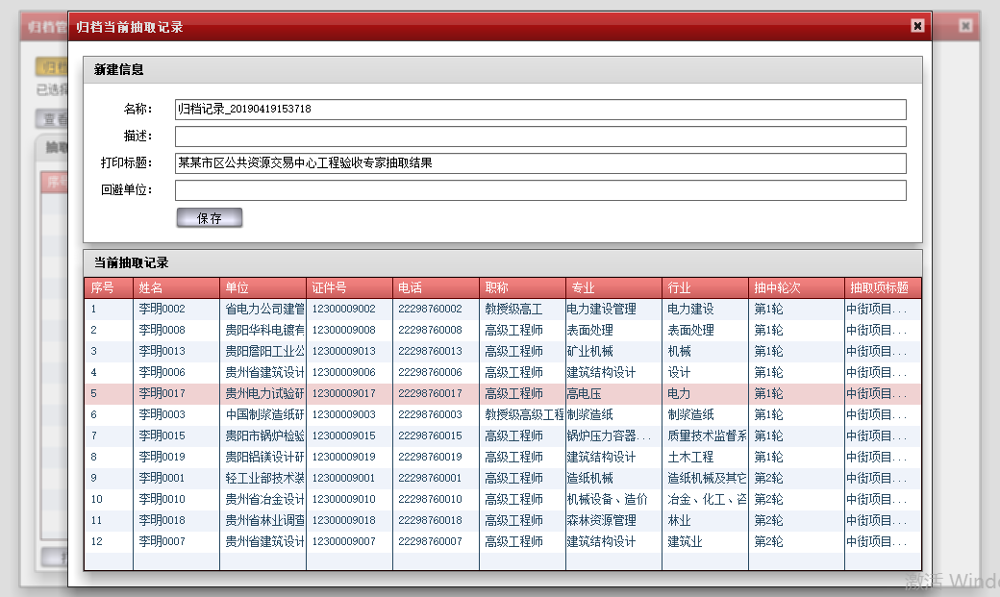 归档当前抽取记录
归档管
归档
已选择
查看
抽取
序号
新建信息
名称： 归档记录_20190419153718
描述：
打印标题： 某某市区公共资源交易中心工程验收专家抽取结果
回避单位：
保存
当前抽取记录
序号 姓名 单位 证件号 电话 职称 专业 行业 抽中轮次 抽取项标题
1 李明0002 省电力公司建管 12300009002 22298760002 教授级高工 电力建设管理 电力建设 第1轮 中街项目...
2 李明0008 贵阳华科电镀有 12300009008 22298760008 高级工程师 表面处理 表面处理 第1轮 中街项目...
3 李明0013 贵阳詹阳工业公 12300009013 22298760013 高级工程师 矿业机械 机械 第1轮 中街项目...
4 李明0006 贵州省建筑设计 12300009006 22298760006 高级工程师 建筑结构设计 设计 第1轮 中街项目...
5 李明0017 贵州电力试验研 12300009017 22298760017 高级工程师 高电压 电力 第1轮 中街项目...
6 李明0003 中国制浆造纸研 12300009003 22298760003 教授级高级工程 制浆造纸 制浆造纸 第1轮 中街项目...
7 李明0015 贵阳市锅炉检验 12300009015 22298760015 高级工程师 锅炉压力容器... 质量技术监督系 第1轮 中街项目...
8 李明0019 贵阳铝镁设计研 12300009019 22298760019 高级工程师 建筑结构设计 土木工程 第1轮 中街项目...
9 李明0001 轻工业部技术装 12300009001 22298760001 高级工程师 造纸机械 造纸机械及其它 第2轮 中街项目...
10 李明0010 贵州省冶金设计 12300009010 22298760010 高级工程师 机械设备、造价 冶金、化工、咨 第2轮 中街项目...
11 李明0018 贵州省林业调查 12300009018 22298760018 高级工程师 森林资源管理 林业 第2轮 中街项目...
12 李明0007 贵州省建筑设计 12300009007 22298760007 高级工程师 建筑结构设计 建筑业 第2轮 中街项目...
激活 Windo